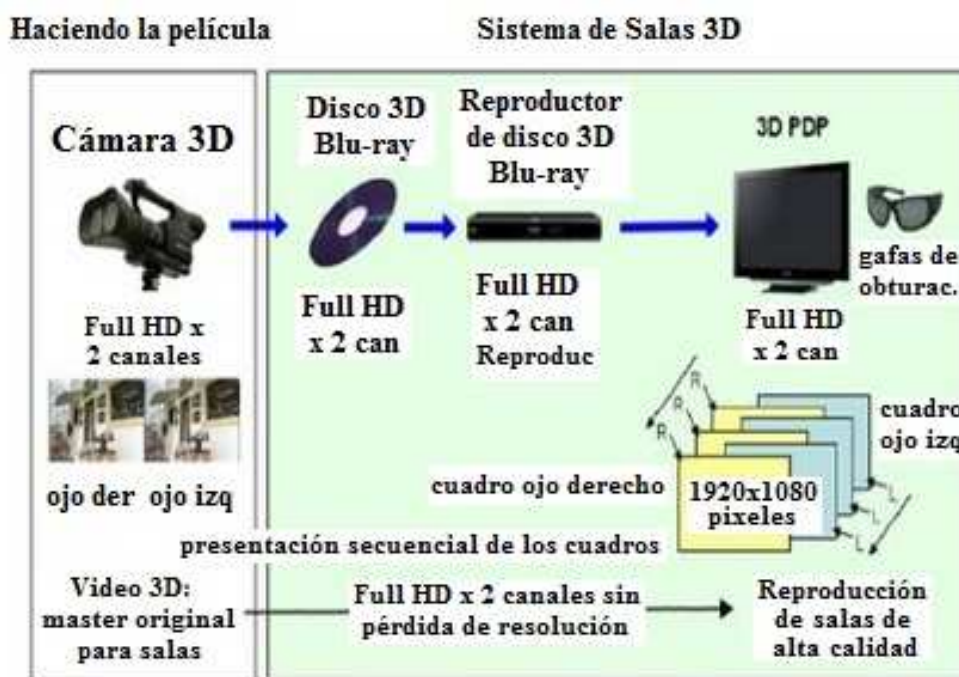 Haciendo la película
Sistema de Salas 3D
Cámara 3D
Full HD x
2 canales
ojo der ojo izq
Video 3D:
master original
para salas
Disco 3D
Blu-ray
Full HD
x 2 can
Reproductor
de disco 3D
Blu-ray
Full HD
x 2 can
Reproduc
3D PDP
gafas de
obturac.
Full HD
x 2 can
R
R
R
cuadro
ojo izq
cuadro ojo derecho
1920x1080
pixeles
L
L
L
presentación secuencial de los cuadros
Full HD x 2 canales sin
pérdida de resolución
Reproducción
de salas de
alta calidad